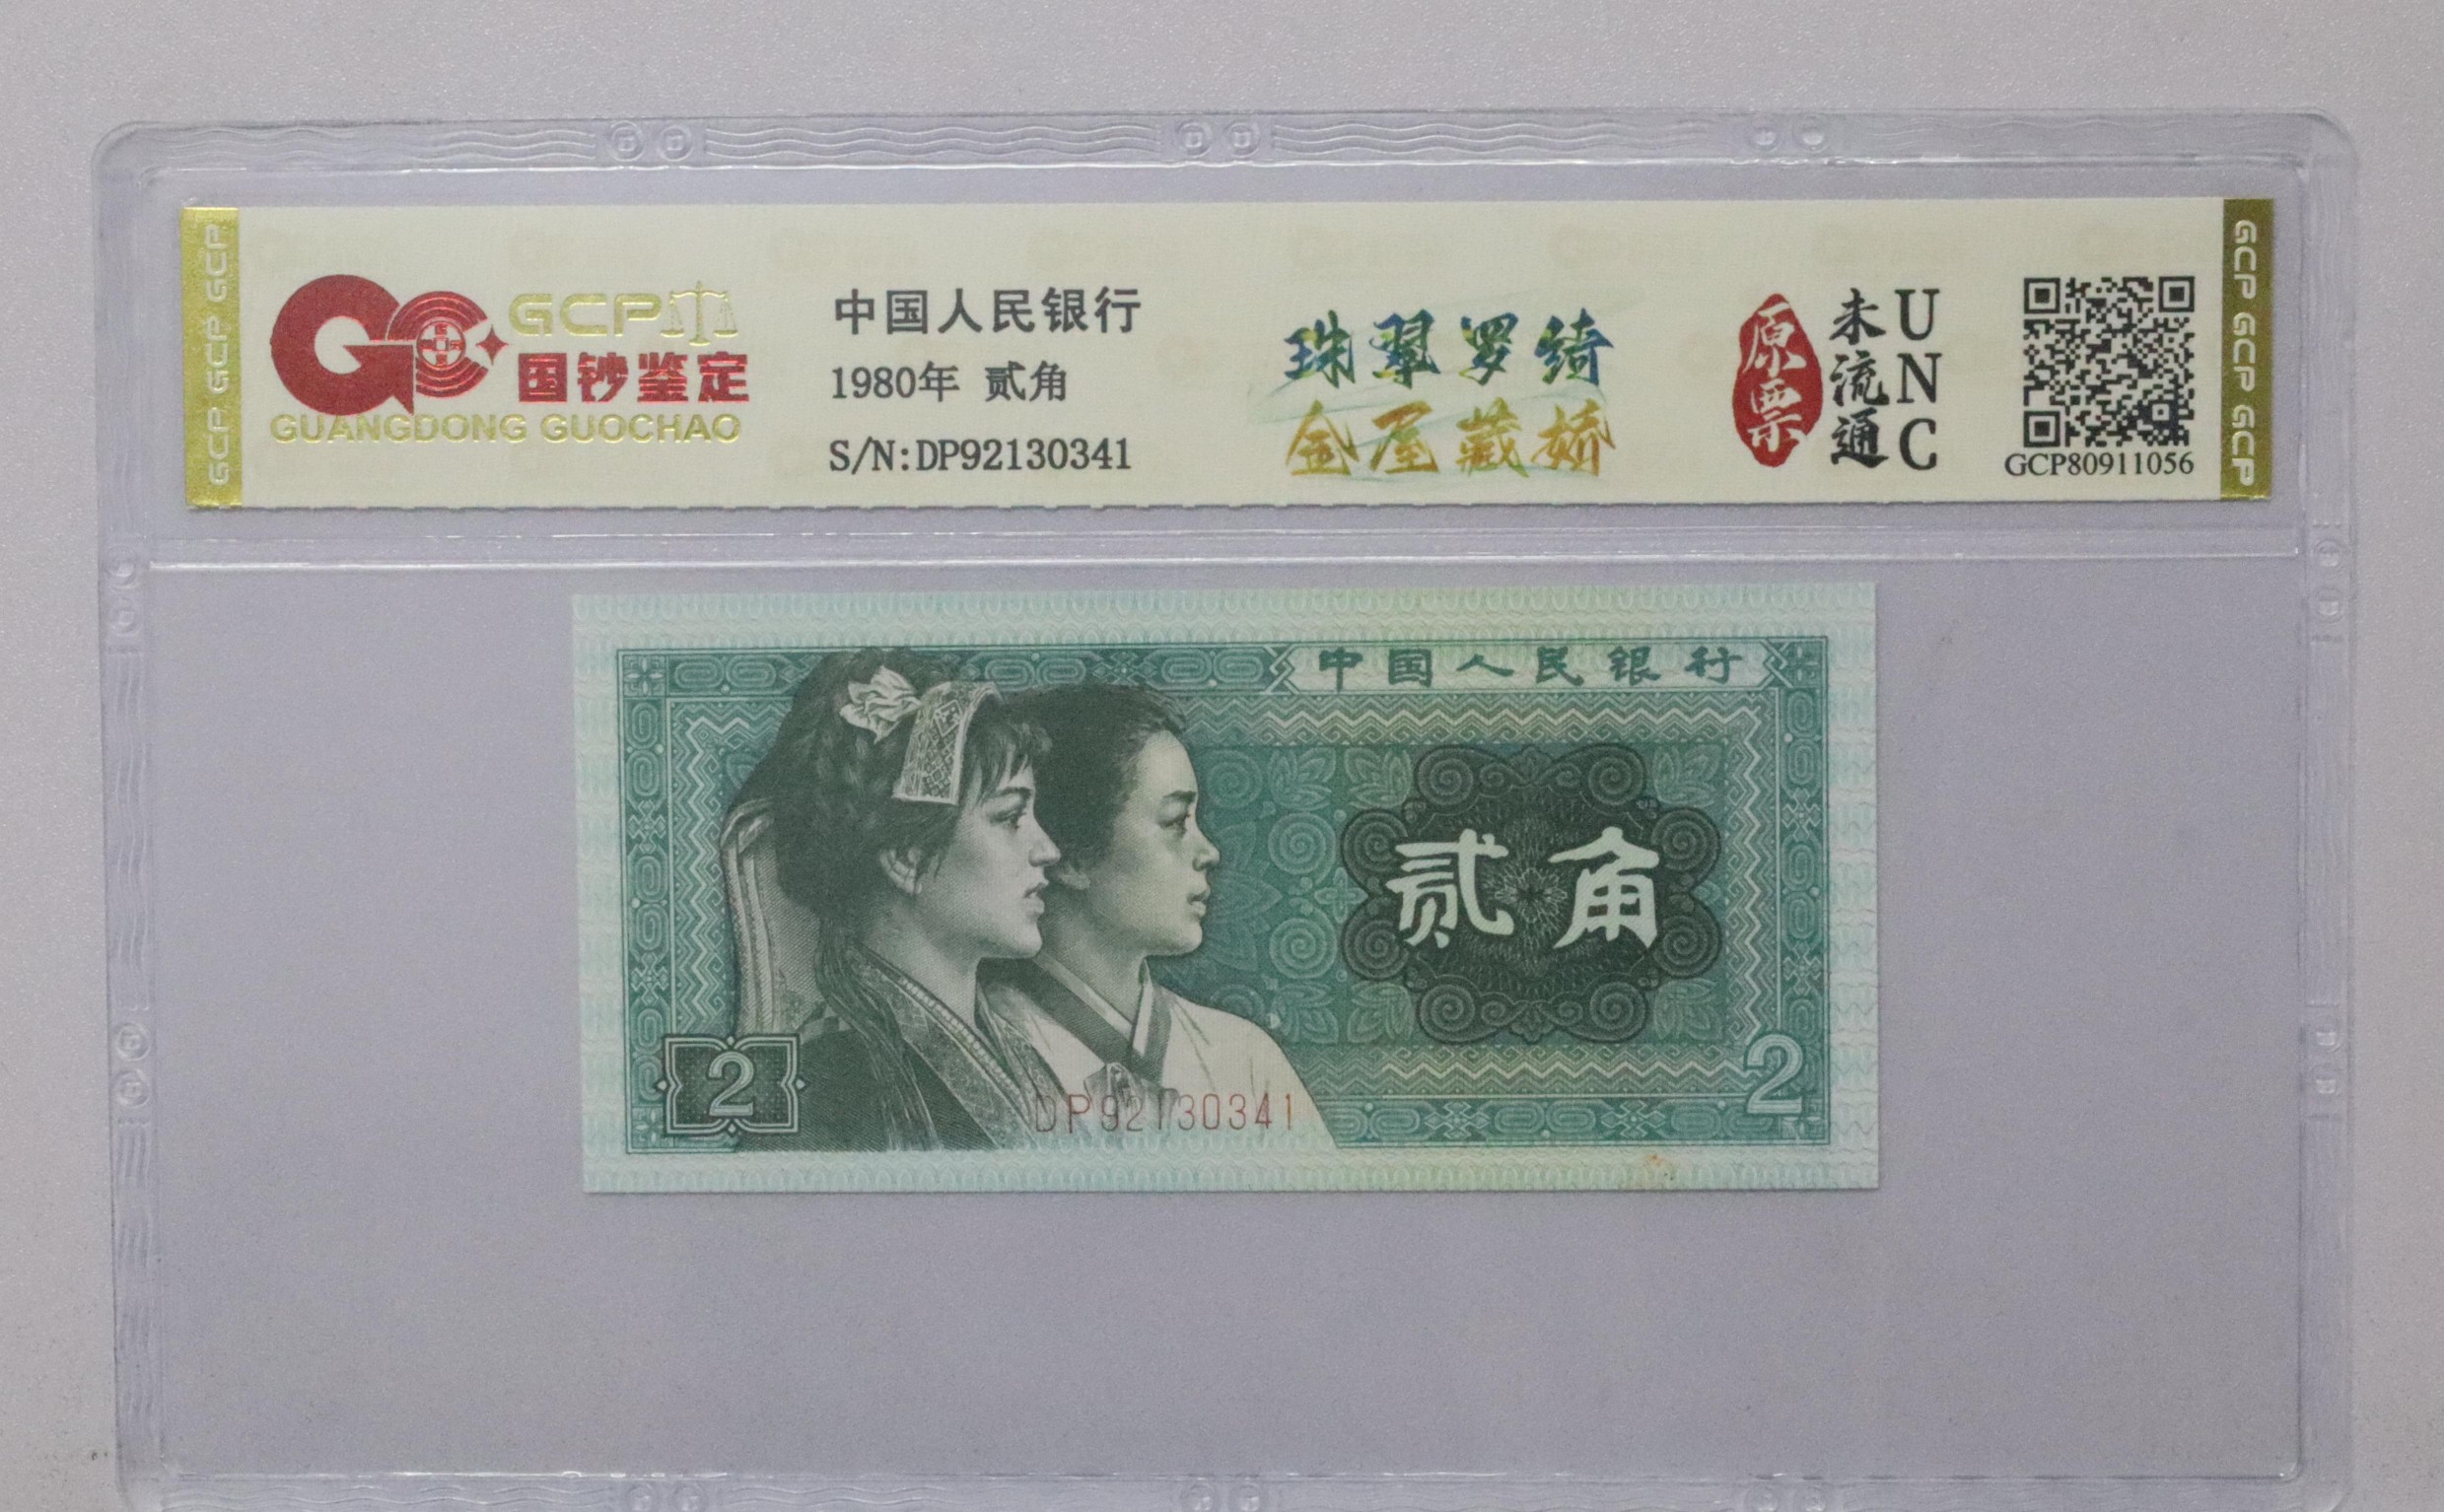 GCP GCP GCP
GCP
国钞鉴定
GUANGDONG GUOCHAO
中国人民银行
1980年 贰角
S/N:DP92130341
珠翠罗绮
金屋藏娇
原票
未流通
UNC
GCP80911056
GCP GCP GCP
中国人民银行
贰角
2
2
DP92130341